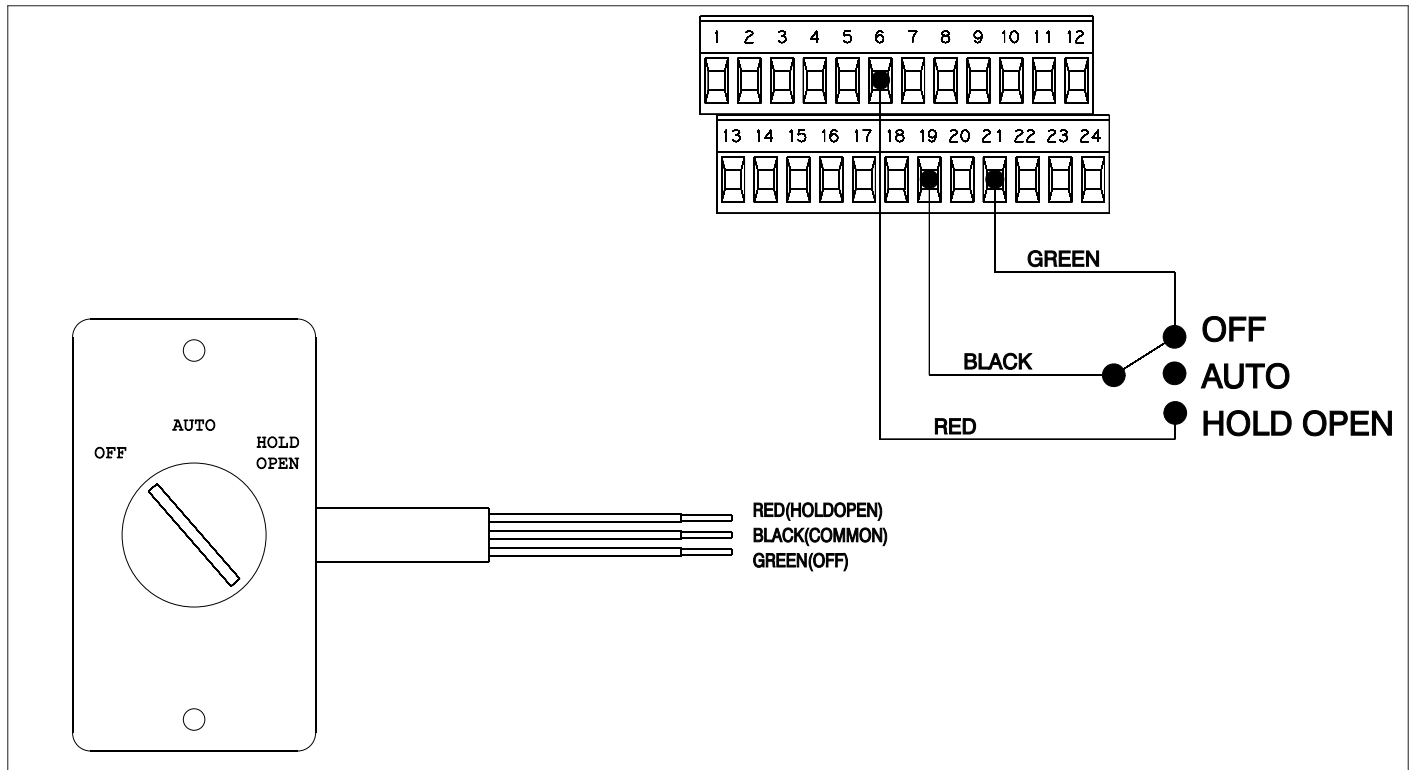 1 2 3 4 5 6 7 8 9 10 11 12
13 14 15 16 17 18 19 20 21 22 23 24
GREEN
OFF
BLACK
AUTO
RED
HOLD OPEN
AUTO
OFF
HOLD
OPEN
RED(HOLDOPEN)
BLACK(COMMON)
GREEN(OFF)